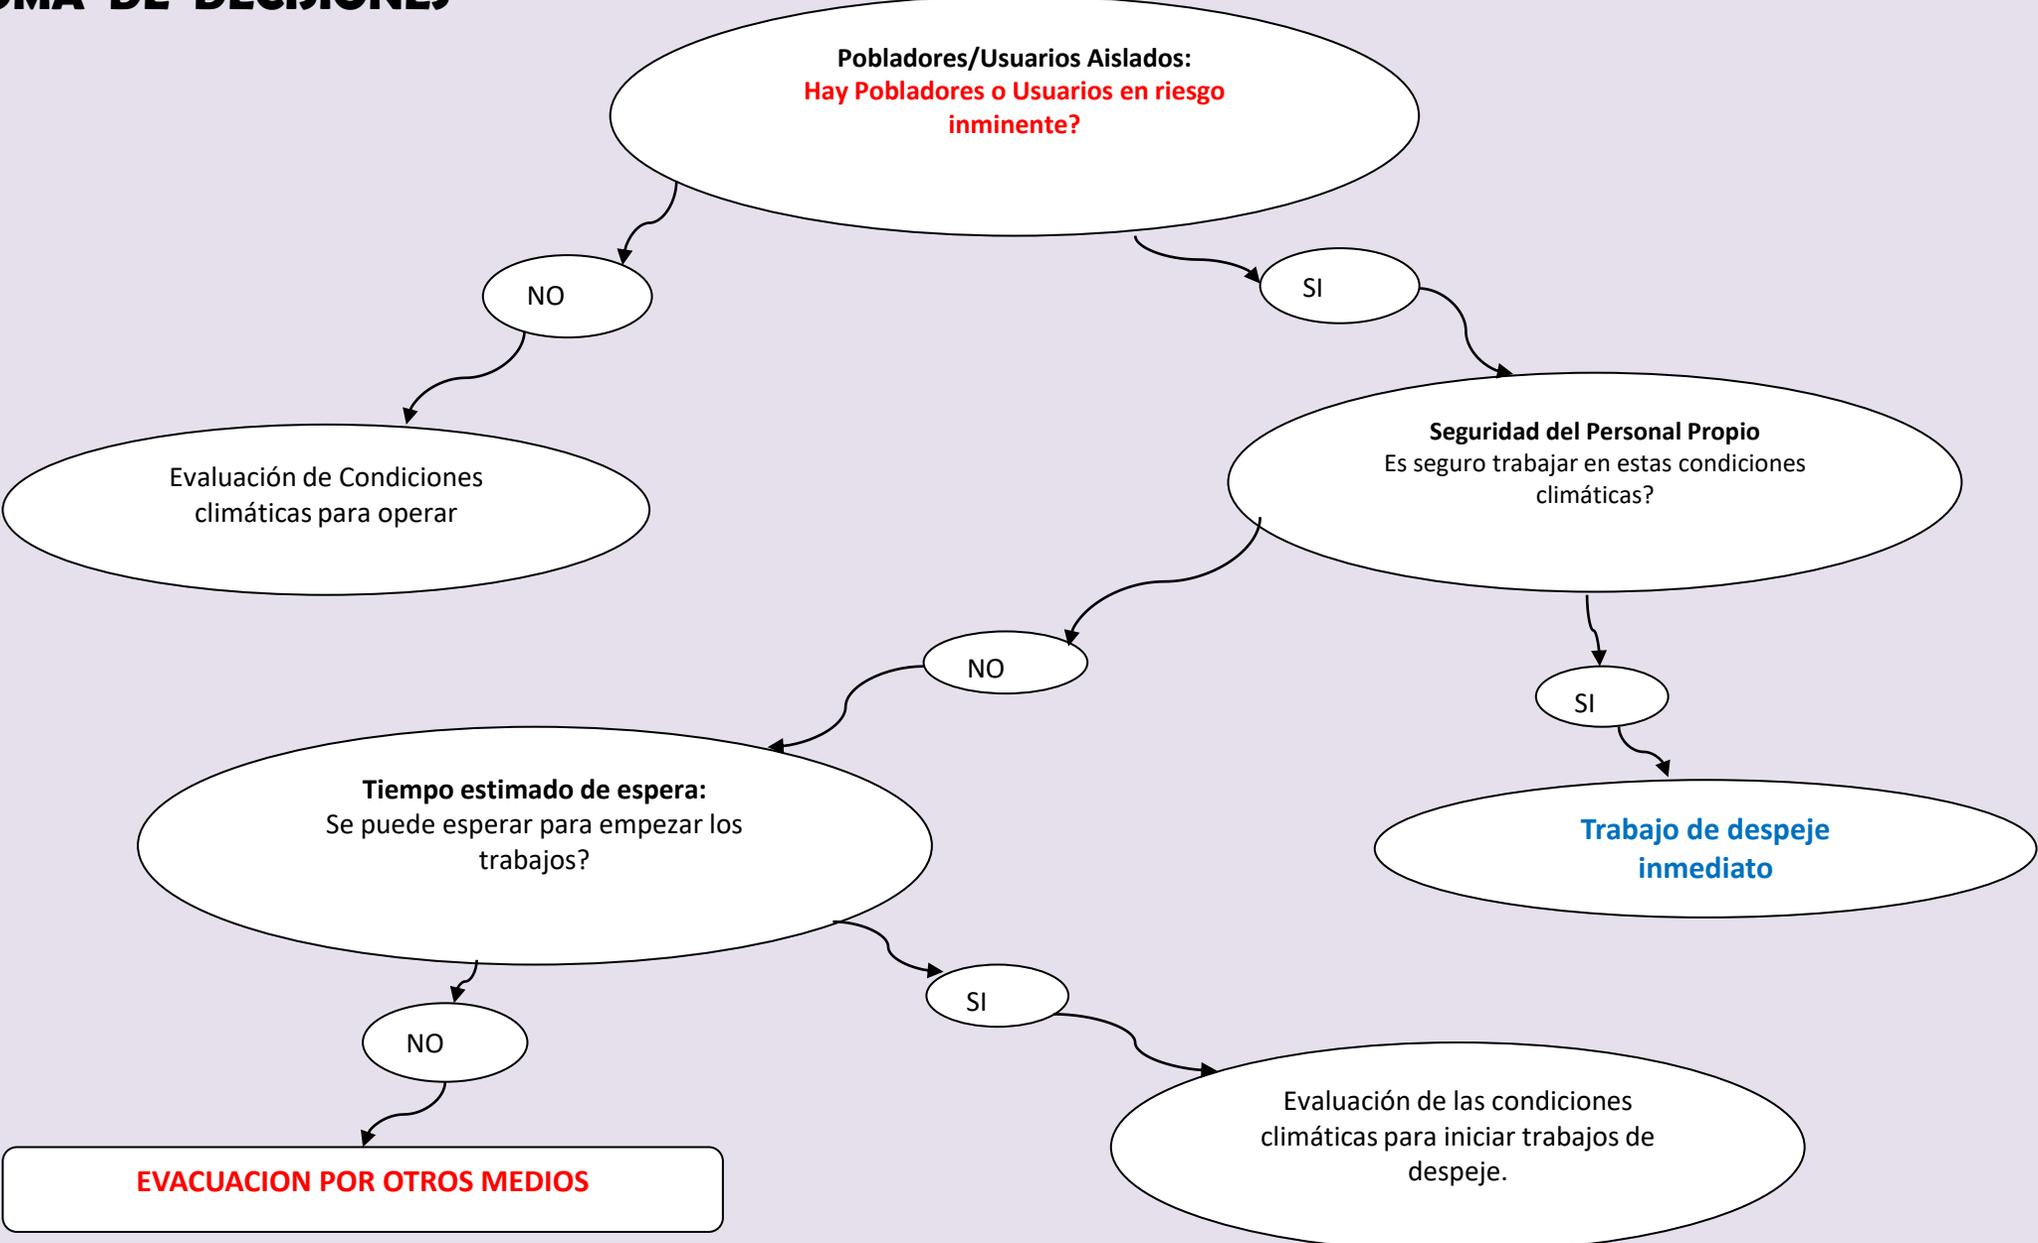 DE DECISIONES
Pobladores/Usuarios Aislados:
Hay Pobladores o Usuarios en riesgo
inminente?
NO
SI
Seguridad del Personal Propio
Es seguro trabajar en estas condiciones
climáticas?
Evaluación de Condiciones
climáticas para operar
NO
SI
Tiempo estimado de espera:
Se puede esperar para empezar los
trabajos?
Trabajo de despeje
inmediato
NO
SI
Evaluación de las condiciones
climáticas para iniciar trabajos de
despeje.
EVACUACION POR OTROS MEDIOS